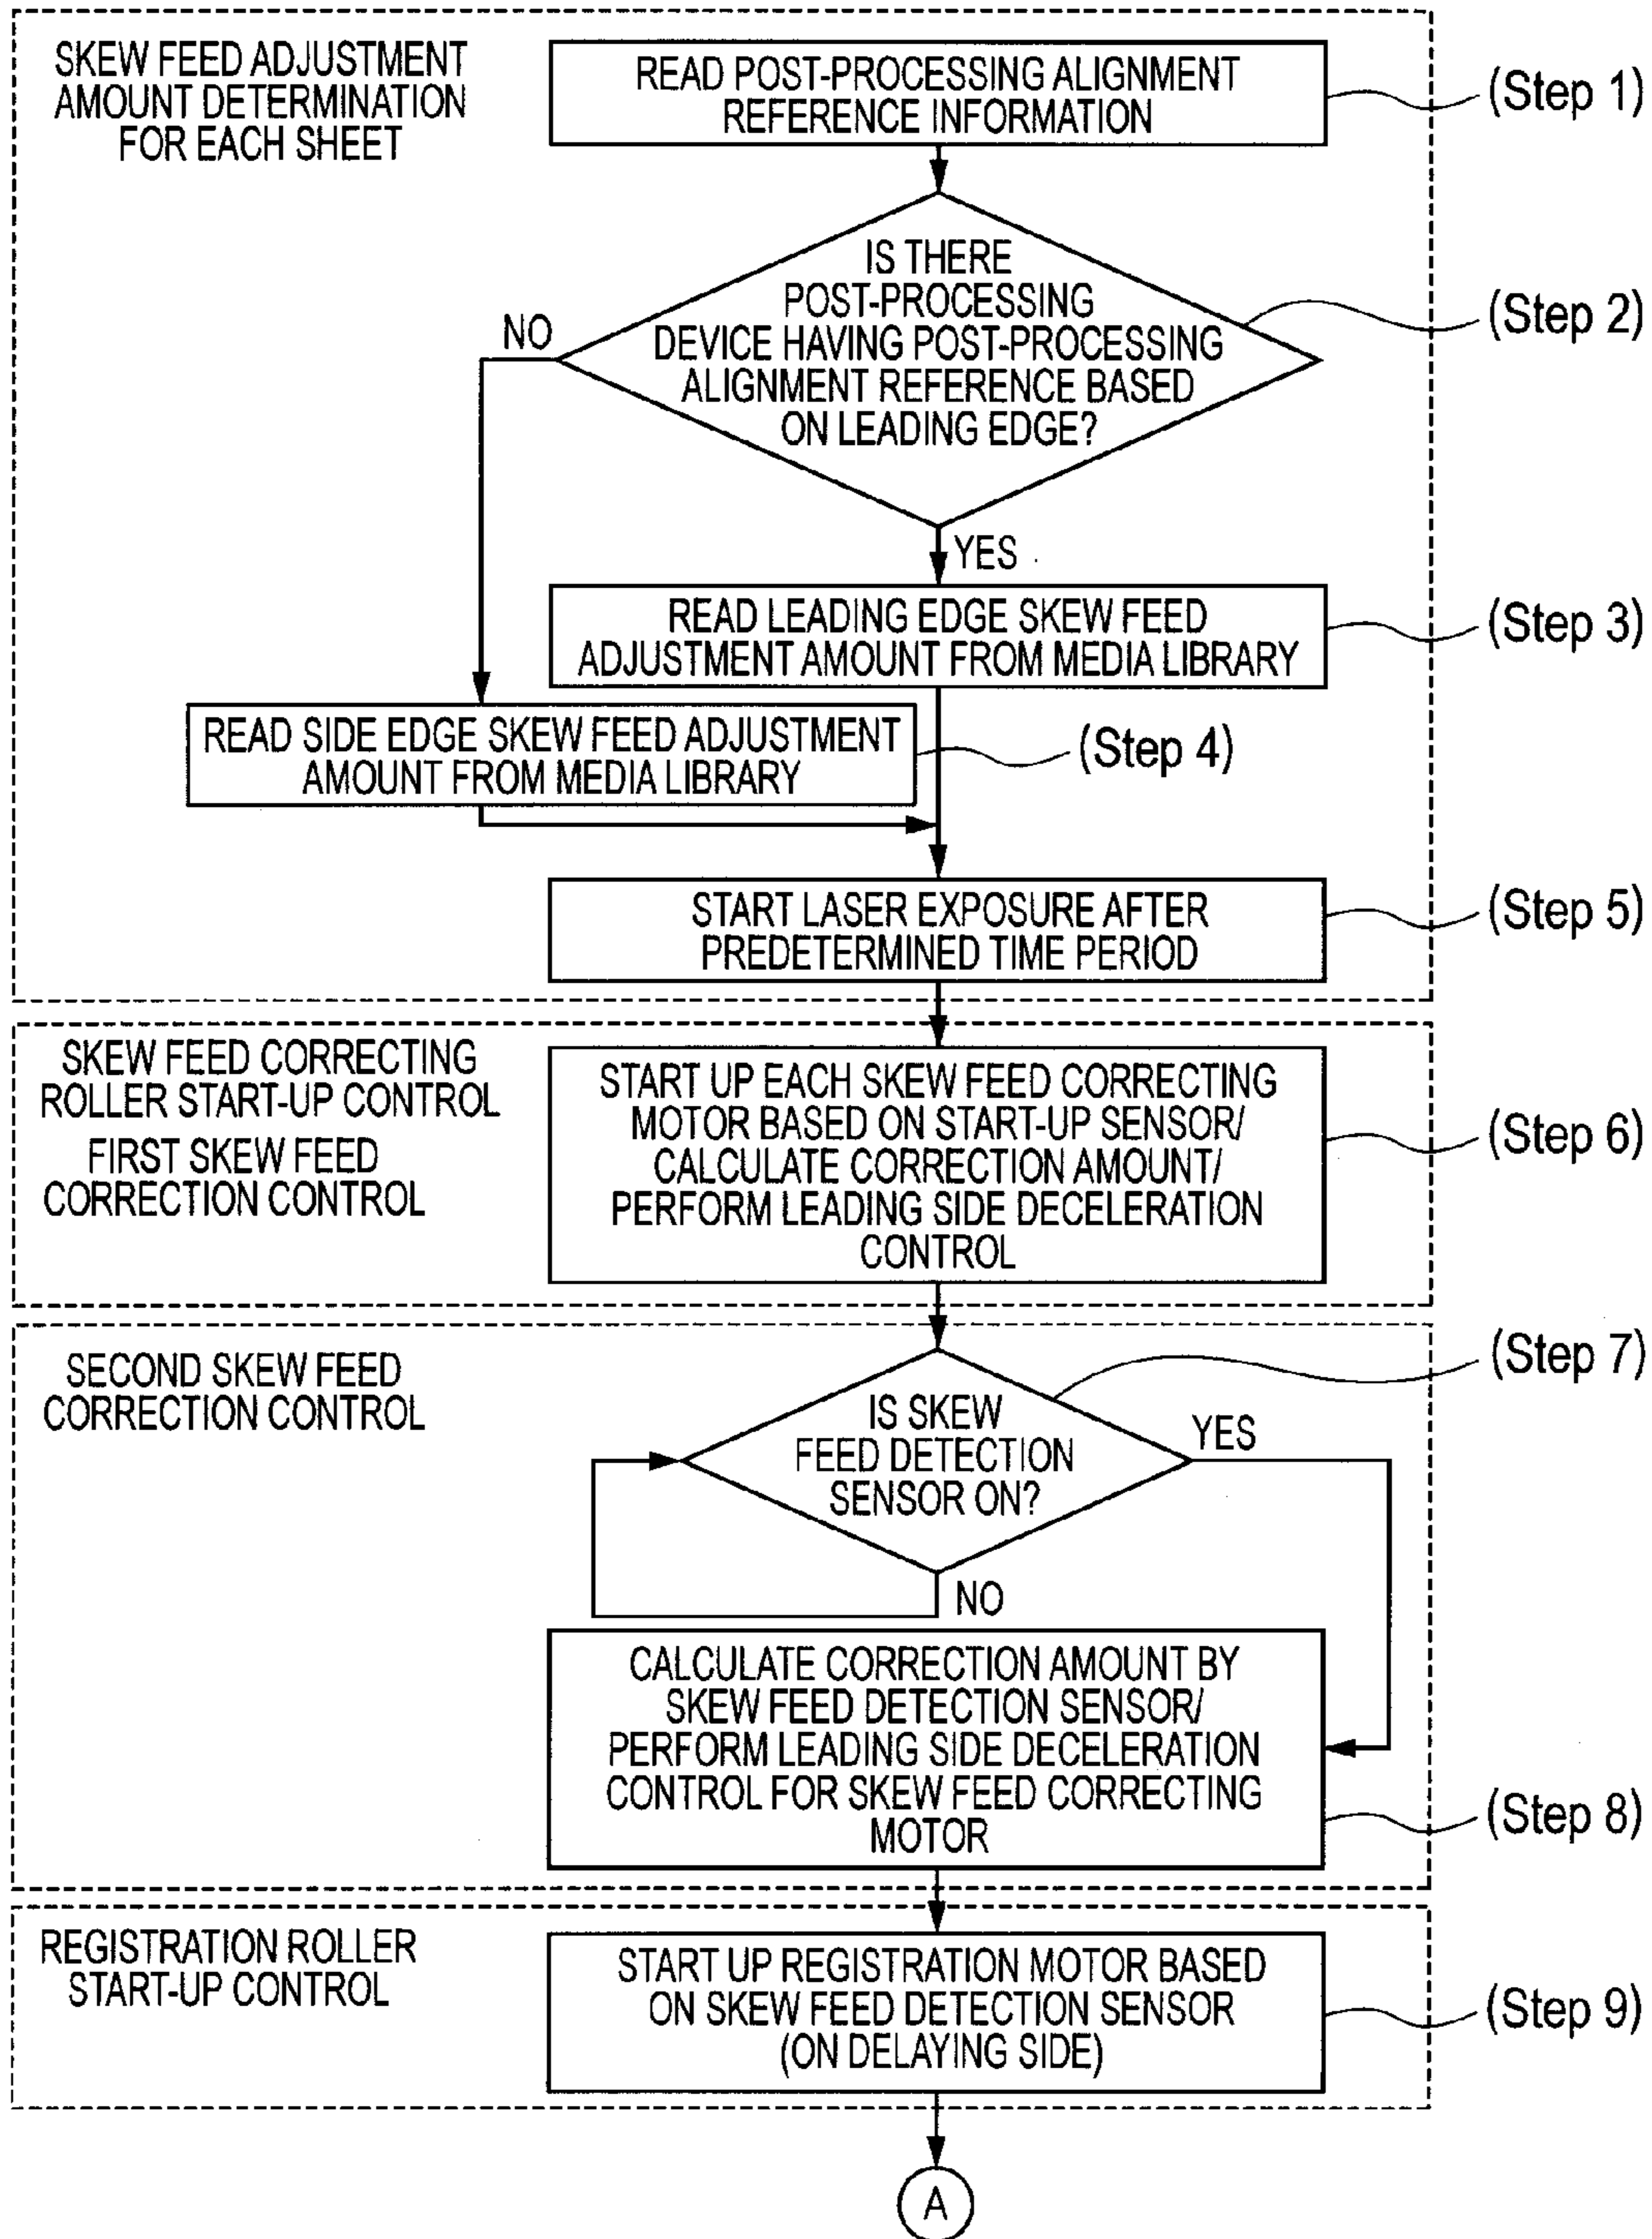 SKEW FEED ADJUSTMENT
AMOUNT DETERMINATION
FOR EACH SHEET
READ POST-PROCESSING ALIGNMENT
REFERENCE INFORMATION
(Step 1)
IS THERE
POST-PROCESSING
DEVICE HAVING POST-PROCESSING
ALIGNMENT REFERENCE BASED
ON LEADING EDGE?
(Step 2)
NO
YES
READ LEADING EDGE SKEW FEED
ADJUSTMENT AMOUNT FROM MEDIA LIBRARY
(Step 3)
READ SIDE EDGE SKEW FEED ADJUSTMENT
AMOUNT FROM MEDIA LIBRARY
(Step 4)
START LASER EXPOSURE AFTER
PREDETERMINED TIME PERIOD
(Step 5)
SKEW FEED CORRECTING
ROLLER START-UP CONTROL
FIRST SKEW FEED
CORRECTION CONTROL
START UP EACH SKEW FEED CORRECTING
MOTOR BASED ON START-UP SENSOR/
CALCULATE CORRECTION AMOUNT/
PERFORM LEADING SIDE DECELERATION
CONTROL
(Step 6)
SECOND SKEW FEED
CORRECTION CONTROL
IS SKEW
FEED DETECTION
SENSOR ON?
(Step 7)
YES
NO
CALCULATE CORRECTION AMOUNT BY
SKEW FEED DETECTION SENSOR/
PERFORM LEADING SIDE DECELERATION
CONTROL FOR SKEW FEED CORRECTING
MOTOR
(Step 8)
REGISTRATION ROLLER
START-UP CONTROL
START UP REGISTRATION MOTOR BASED
ON SKEW FEED DETECTION SENSOR
(ON DELAYING SIDE)
(Step 9)
A